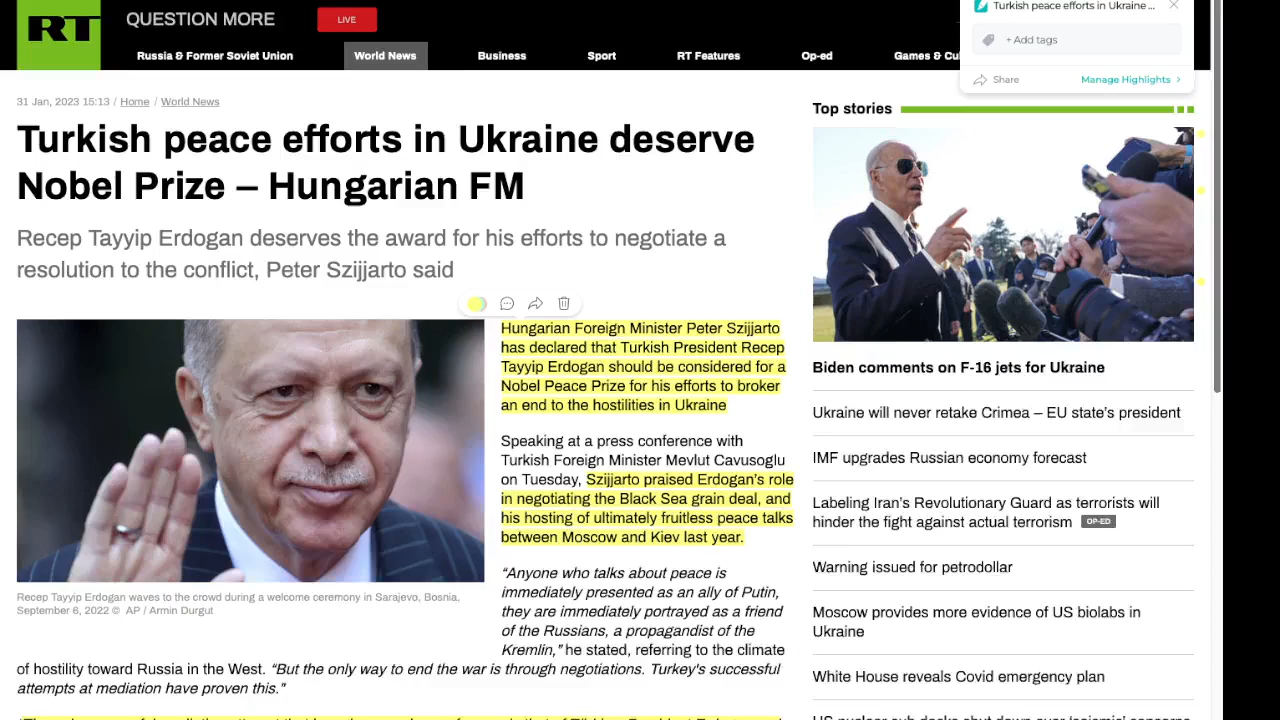 RT
QUESTION MORE
LIVE
Russia & Former Soviet Union
World News
Business
Sport
RT Features
Op-ed
Games &
Turkish peace efforts in Ukraine ...
+ Add tags
Share
Manage Highlights
31 Jan, 2023 15:13 / Home / World News
Turkish peace efforts in Ukraine deserve
Nobel Prize – Hungarian FM
Recep Tayyip Erdogan deserves the award for his efforts to negotiate a
resolution to the conflict, Peter Szijjarto said
Recep Tayyip Erdogan waves to the crowd during a welcome ceremony in Sarajevo, Bosnia,
September 6, 2022 © AP / Armin Durgut
Hungarian Foreign Minister Peter Szijjarto
has declared that Turkish President Recep
Tayyip Erdogan should be considered for a
Nobel Peace Prize for his efforts to broker
an end to the hostilities in Ukraine
Speaking at a press conference with
Turkish Foreign Minister Mevlut Cavusoglu
on Tuesday, Szijjarto praised Erdogan's role
in negotiating the Black Sea grain deal, and
his hosting of ultimately fruitless peace talks
between Moscow and Kiev last year.
“Anyone who talks about peace is
immediately presented as an ally of Putin,
they are immediately portrayed as a friend
of the Russians, a propagandist of the
Kremlin,” he stated, referring to the climate
of hostility toward Russia in the West. “But the only way to end the war is through negotiations. Turkey's successful
attempts at mediation have proven this.”
Top stories
Biden comments on F-16 jets for Ukraine
Ukraine will never retake Crimea – EU state's president
IMF upgrades Russian economy forecast
Labeling Iran's Revolutionary Guard as terrorists will
hinder the fight against actual terrorism OP-ED
Warning issued for petrodollar
Moscow provides more evidence of US biolabs in
Ukraine
White House reveals Covid emergency plan